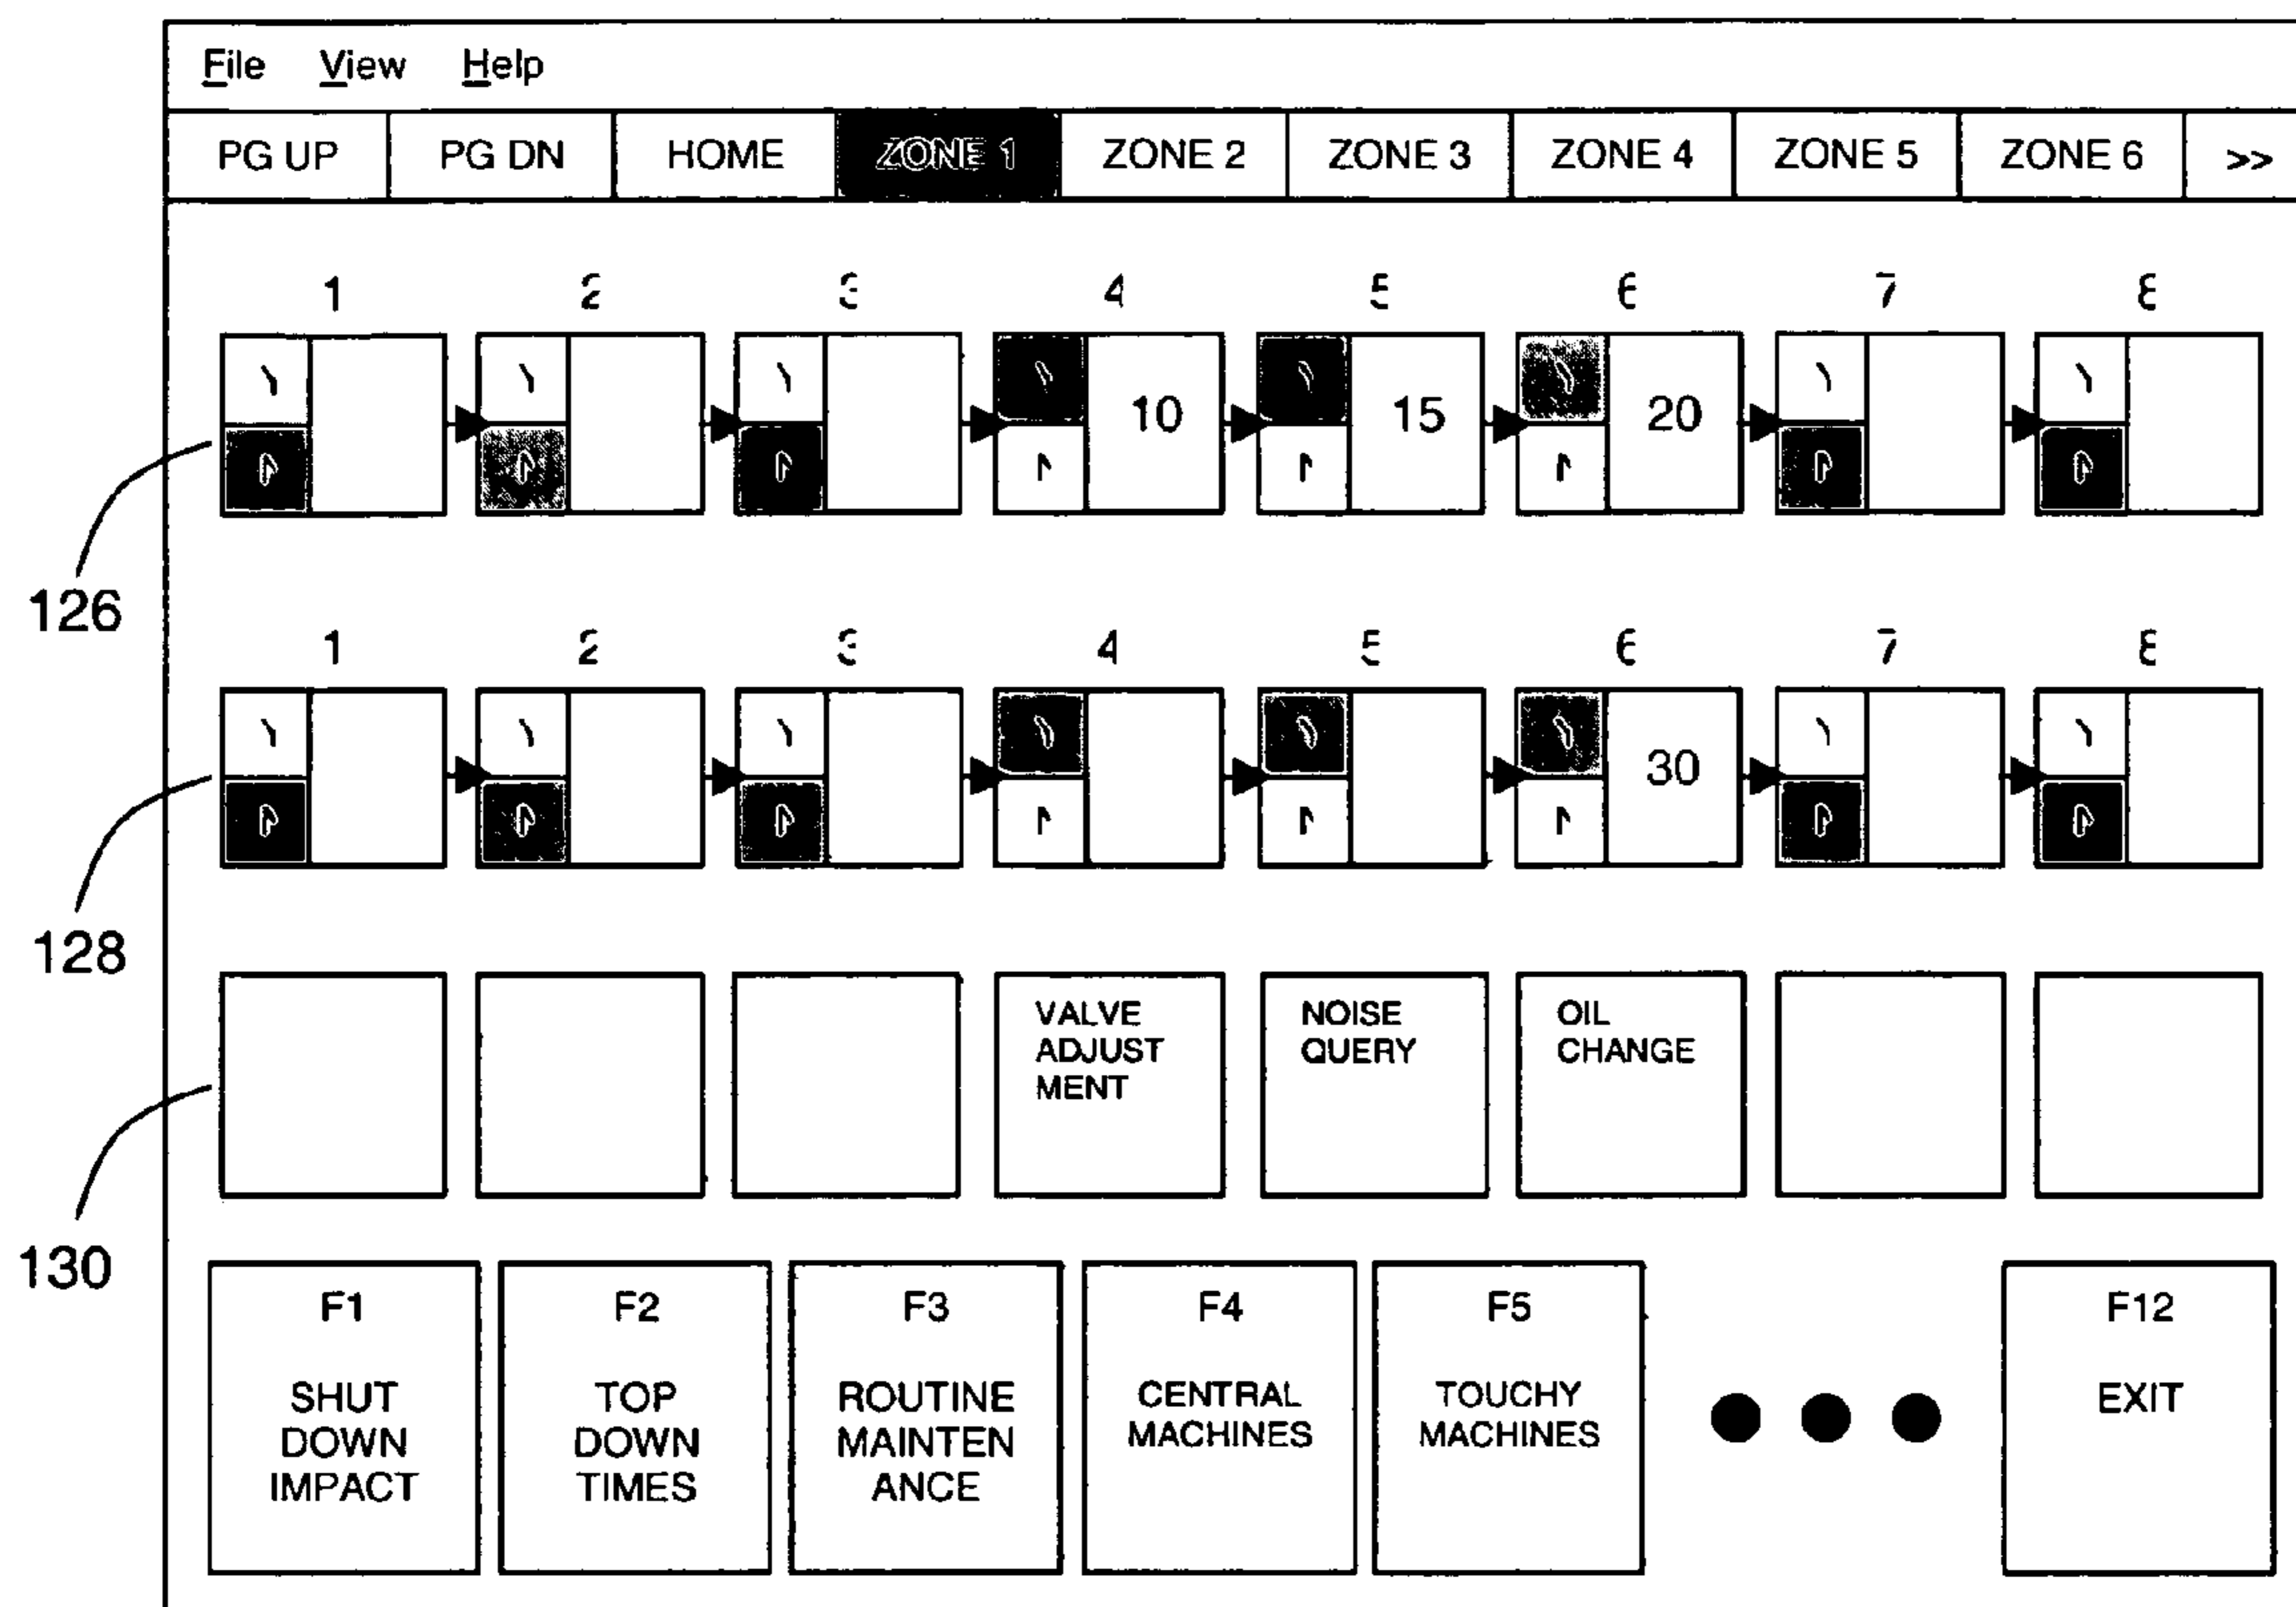 File View Help
PG UP PG DN HOME ZONE 1 ZONE 2 ZONE 3 ZONE 4 ZONE 5 ZONE 6 >>
1 2 3 4 5 6 7 8
10 15 20
126
1 2 3 4 5 6 7 8
30
128
VALVE
ADJUST
MENT
NOISE
QUERY
OIL
CHANGE
130
F1
SHUT
DOWN
IMPACT
F2
TOP
DOWN
TIMES
F3
ROUTINE
MAINTEN
ANCE
F4
CENTRAL
MACHINES
F5
TOUCHY
MACHINES
F12
EXIT